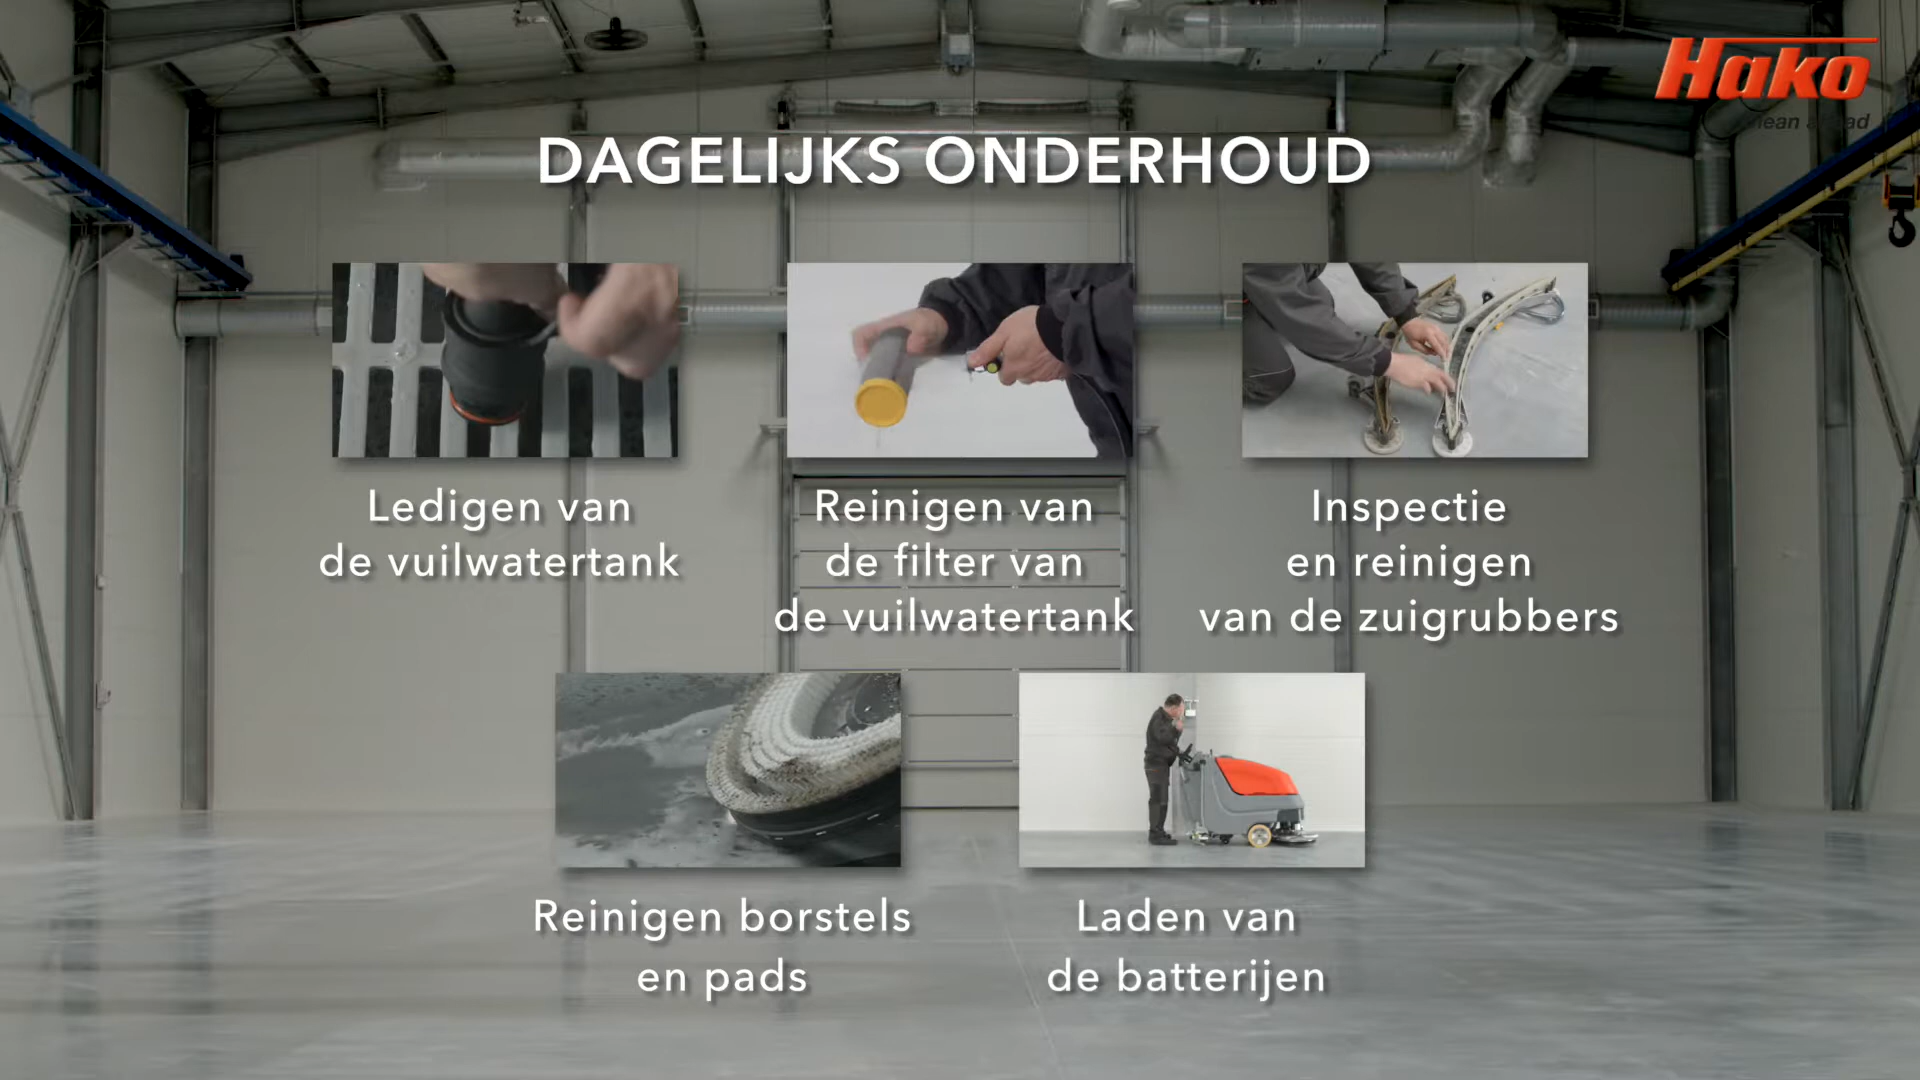 Hako
DAGELIJKS ONDERHOUD
Ledigen van
de vuilwatertank
Reinigen van
de filter van
de vuilwatertank
Inspectie
en reinigen
van de zuigrubbers
Reinigen borstels
en pads
Laden van
de batterijen